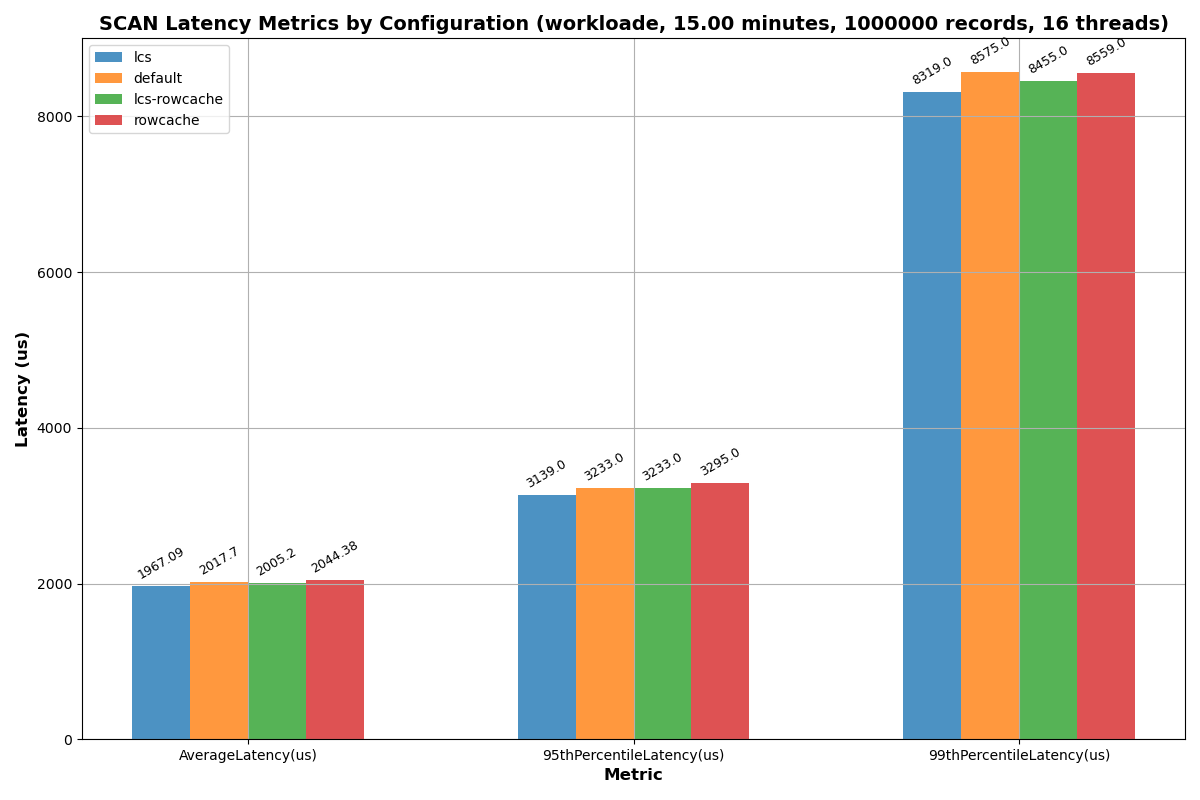 SCAN Latency Metrics by Configuration (workloade, 15.00 minutes, 1000000 records, 16 threads)
lcs
default
lcs-rowcache
rowcache
Latency (us)
8000
6000
4000
2000
0
1967.09
2017.7
2005.2
2044.38
3139.0
3233.0
3233.0
3295.0
8319.0
8575.0
8455.0
8559.0
AverageLatency(us)
95thPercentileLatency(us)
99thPercentileLatency(us)
Metric